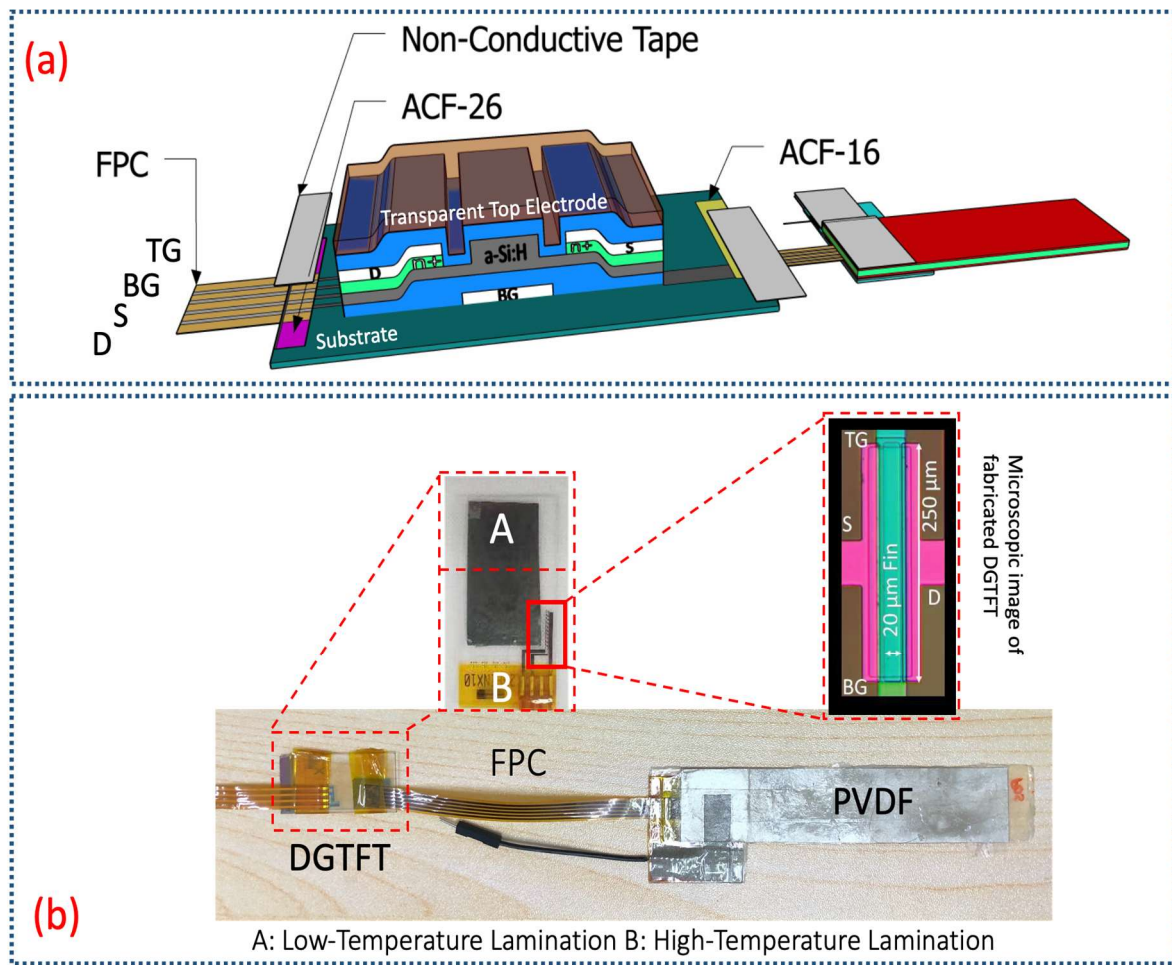 (a)
Non-Conductive Tape
ACF-26
FPC
ACF-16
TG
BG
S
D
Transparent Top Electrode
D
n+
a-Si:H
n+
S
BG
Substrate
(b)
A
B
NX10
TG
S
D
BG
20 µm Fin
250 µm
Microscopic image of
fabricated DGTFT
FPC
PVDF
DGTFT
A: Low-Temperature Lamination B: High-Temperature Lamination